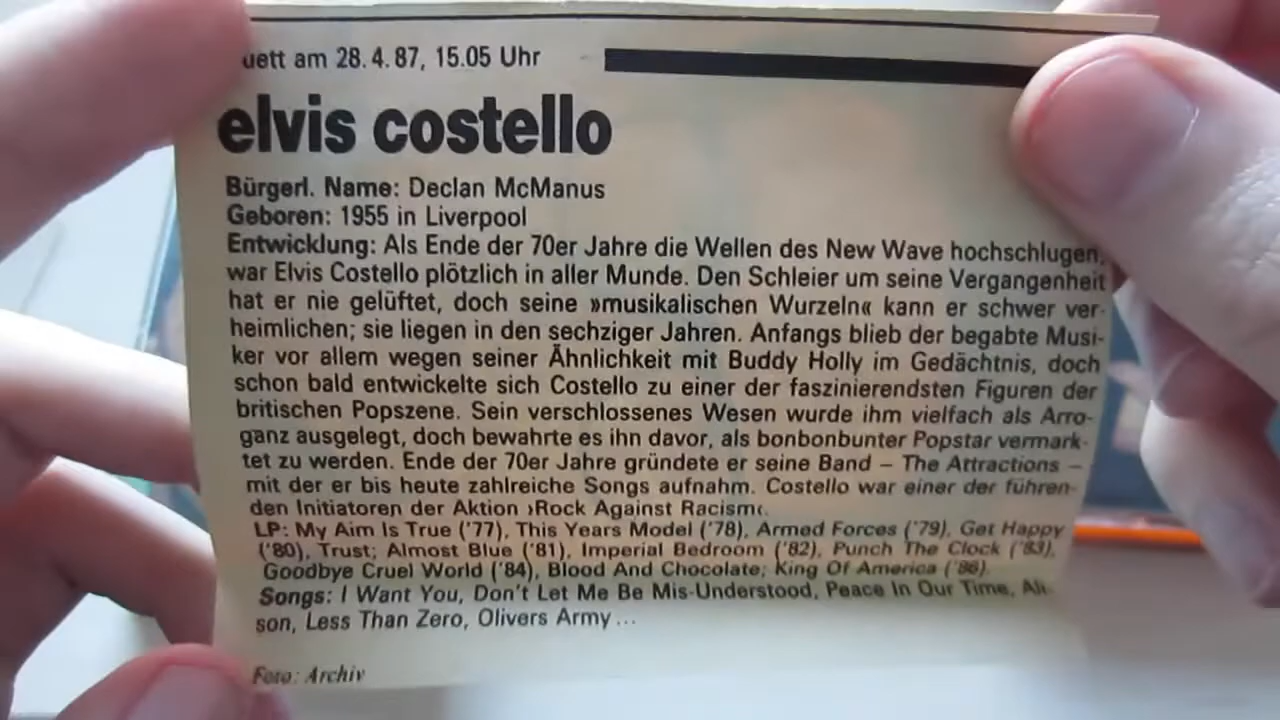 uett am 28.4.87, 15.05 Uhr
elvis costello
Bürgerl. Name: Declan McManus
Geboren: 1955 in Liverpool
Entwicklung: Als Ende der 70er Jahre die Wellen des New Wave hochschlugen,
war Elvis Costello plötzlich in aller Munde. Den Schleier um seine Vergangenheit
hat er nie gelüftet, doch seine »musikalischen Wurzeln« kann er schwer ver-
heimlichen; sie liegen in den sechziger Jahren. Anfangs blieb der begabte Musi-
ker vor allem wegen seiner Ähnlichkeit mit Buddy Holly im Gedächtnis, doch
schon bald entwickelte sich Costello zu einer der faszinierendsten Figuren der
britischen Popszene. Sein verschlossenes Wesen wurde ihm vielfach als Arro-
ganz ausgelegt, doch bewahrte es ihn davor, als bonbonbunter Popstar vermark-
tet zu werden. Ende der 70er Jahre gründete er seine Band – The Attractions –
mit der er bis heute zahlreiche Songs aufnahm. Costello war einer der führen-
den Initiatoren der Aktion ›Rock Against Racism‹.
LP: My Aim Is True ('77), This Years Model ('78), Armed Forces ('79), Get Happy
('80), Trust; Almost Blue ('81), Imperial Bedroom ('82), Punch The Clock ('83),
Goodbye Cruel World ('84), Blood And Chocolate; King Of America ('86).
Songs: I Want You, Don't Let Me Be Mis-Understood, Peace In Our Time, Ali-
son, Less Than Zero, Olivers Army ...
Foto: Archiv